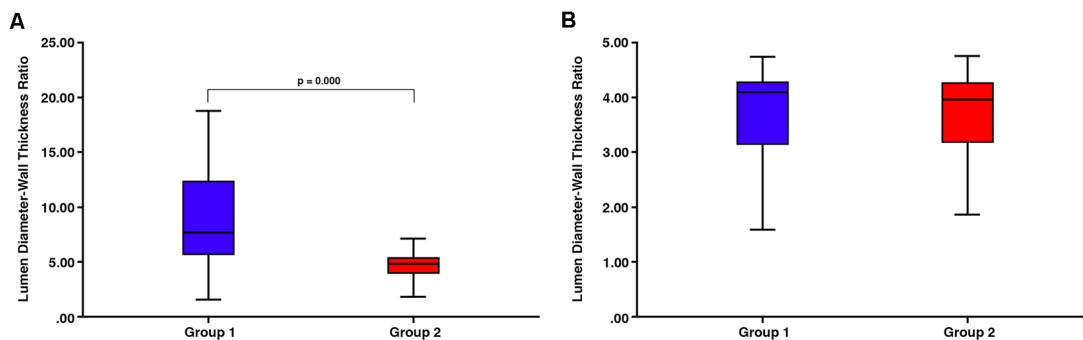 A
Lumen Diameter-Wall Thickness Ratio
25.00
20.00
15.00
10.00
5.00
.00
p = 0.000
Group 1
Group 2
B
Lumen Diameter-Wall Thickness Ratio
5.00
4.00
3.00
2.00
1.00
.00
Group 1
Group 2